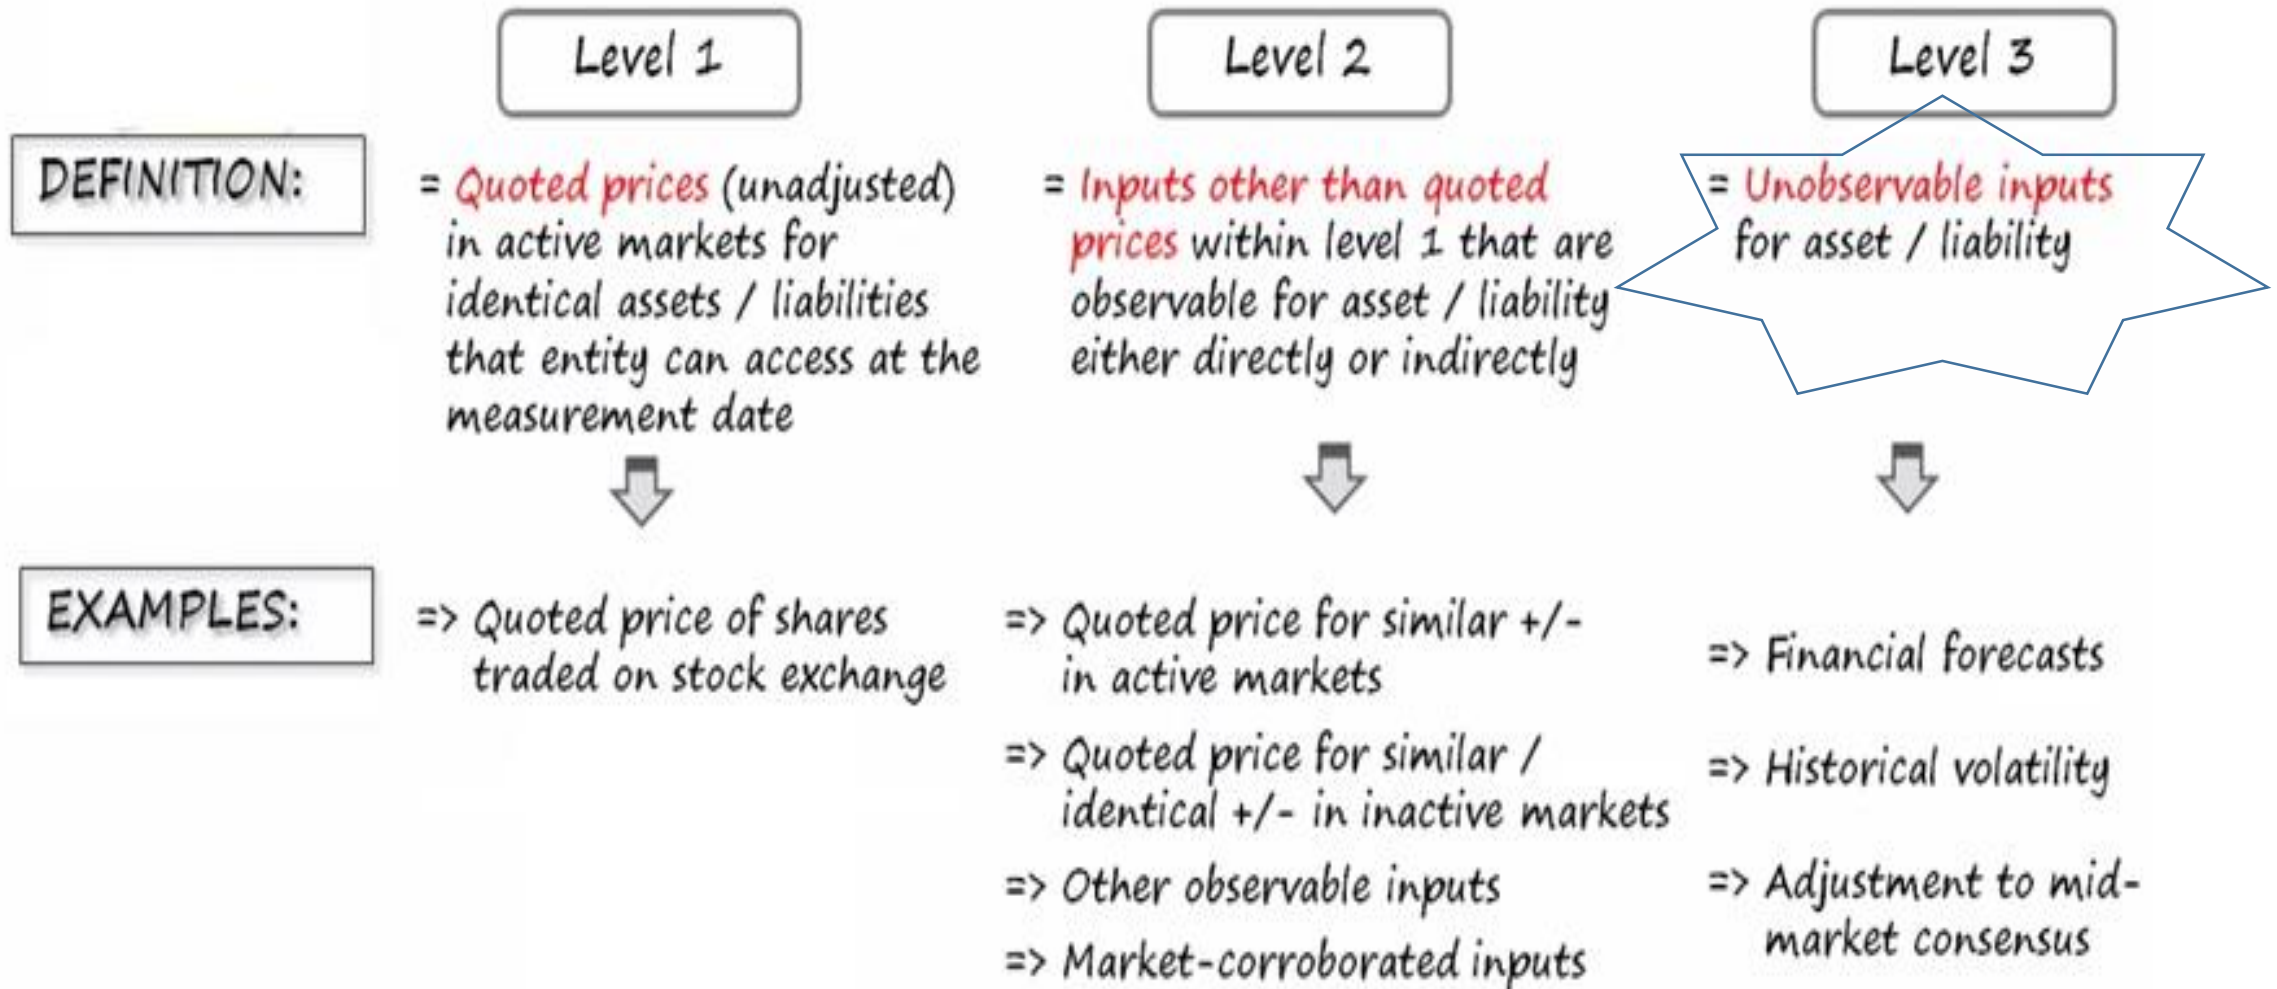 Level 1
Level 2
Level 3
DEFINITION:
= Quoted prices (unadjusted)
in active markets for
identical assets / liabilities
that entity can access at the
measurement date
= Inputs other than quoted
prices within level 1 that are
observable for asset / liability
either directly or indirectly
= Unobservable inputs
for asset / liability
EXAMPLES:
=> Quoted price of shares
traded on stock exchange
=> Quoted price for similar +/-
in active markets
=> Quoted price for similar /
identical +/- in inactive markets
=> Other observable inputs
=> Market-corroborated inputs
=> Financial forecasts
=> Historical volatility
=> Adjustment to mid-
market consensus